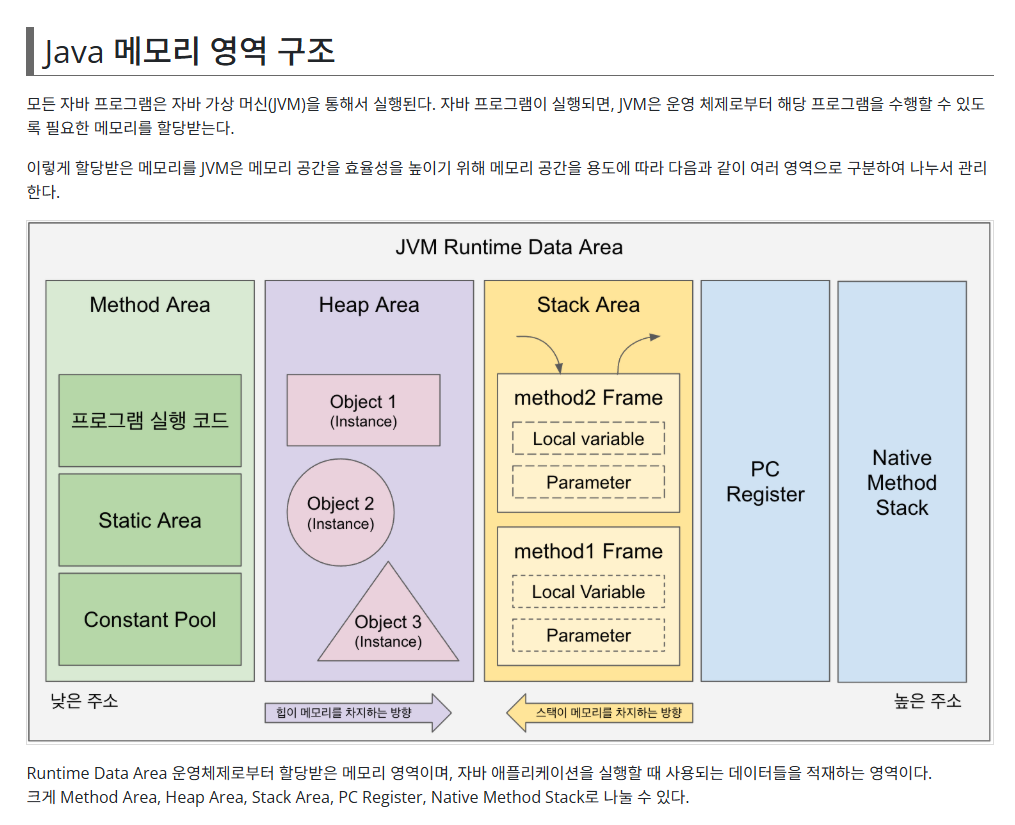 Java 메모리 영역 구조
모든 자바 프로그램은 자바 가상 머신(JVM)을 통해서 실행된다. 자바 프로그램이 실행되면, JVM은 운영 체제로부터 해당 프로그램을 수행할 수 있도
록 필요한 메모리를 할당받는다.
이렇게 할당받은 메모리를 JVM은 메모리 공간을 효율성을 높이기 위해 메모리 공간을 용도에 따라 다음과 같이 여러 영역으로 구분하여 나누서 관리
한다.
JVM Runtime Data Area
Method Area
프로그램 실행 코드
Static Area
Constant Pool
Heap Area
Object 1
(Instance)
Object 2
(Instance)
Object 3
(Instance)
Stack Area
method2 Frame
Local variable
Parameter
method1 Frame
Local Variable
Parameter
PC
Register
Native
Method
Stack
낮은 주소
힙이 메모리를 차지하는 방향
스택이 메모리를 차지하는 방향
높은 주소
Runtime Data Area 운영체제로부터 할당받은 메모리 영역이며, 자바 애플리케이션을 실행할 때 사용되는 데이터들을 적재하는 영역이다.
크게 Method Area, Heap Area, Stack Area, PC Register, Native Method Stack로 나눌 수 있다.